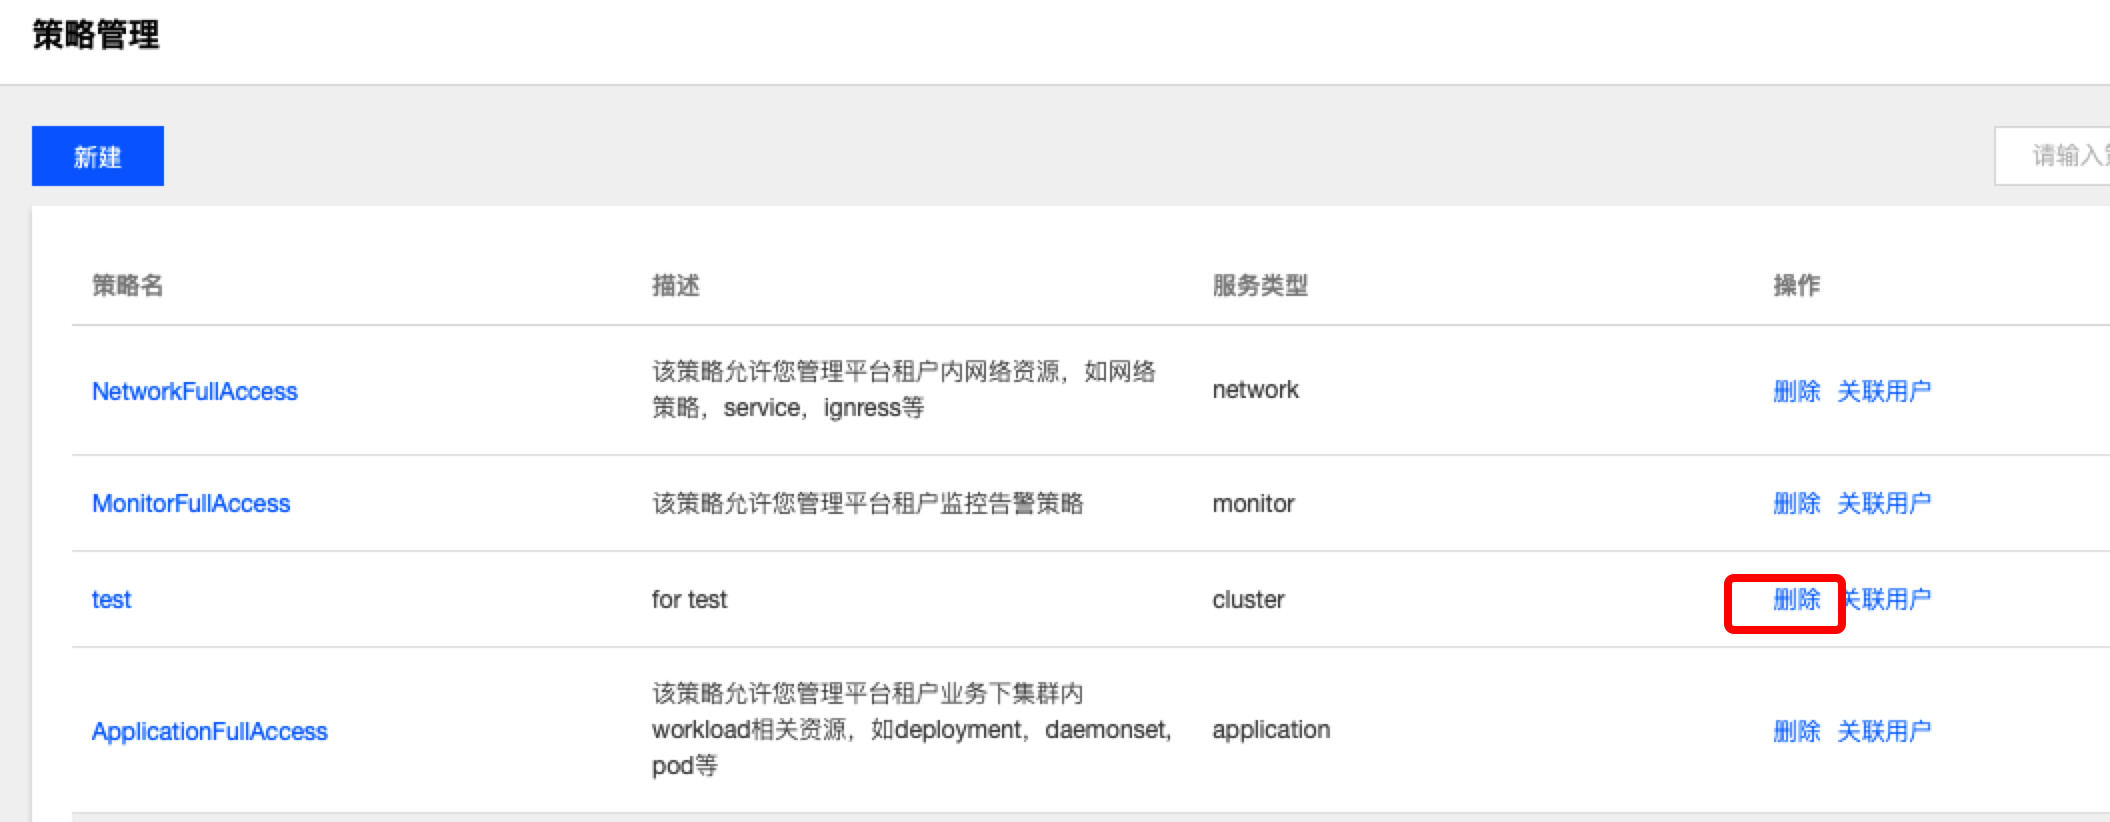 策略管理
新建
请输入
策略名 描述 服务类型 操作
NetworkFullAccess 该策略允许您管理平台租户内网络资源，如网络 network 删除 关联用户
策略，service，ignress等
MonitorFullAccess 该策略允许您管理平台租户监控告警策略 monitor 删除 关联用户
test for test cluster 删除 关联用户
该策略允许您管理平台租户业务下集群内
ApplicationFullAccess workload相关资源，如deployment，daemonset, application 删除 关联用户
pod等